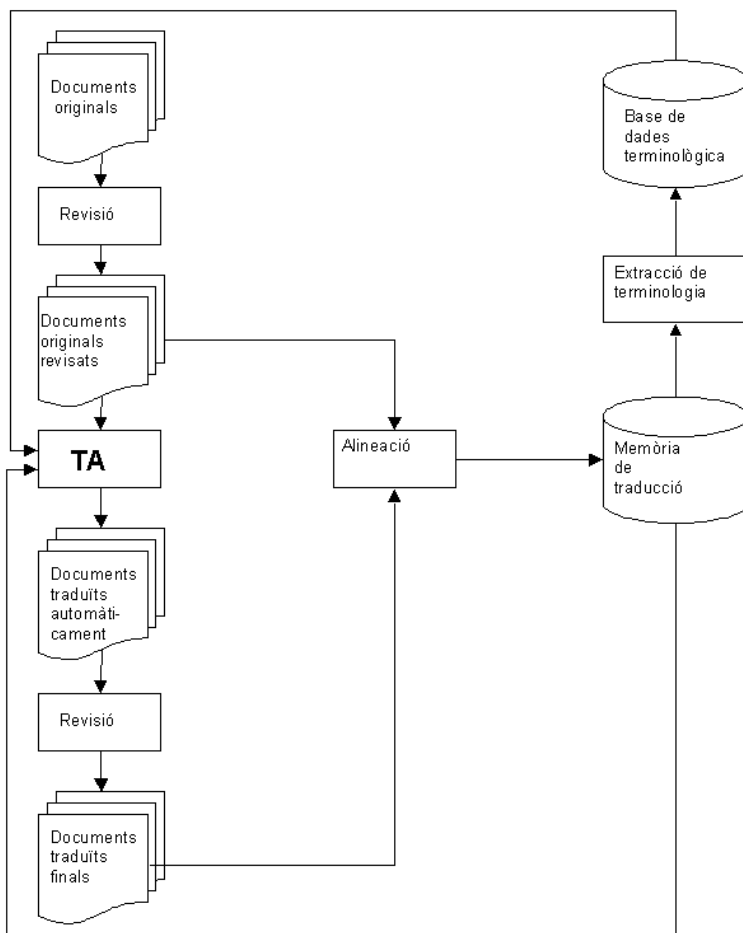 Documents
originals
Revisió
Documents
originals
revisats
TA
Documents
traduïts
automàti-
cament
Revisió
Documents
traduïts
finals
Alineació
Base de
dades
terminològica
Extracció de
terminologia
Memòria
de
traducció